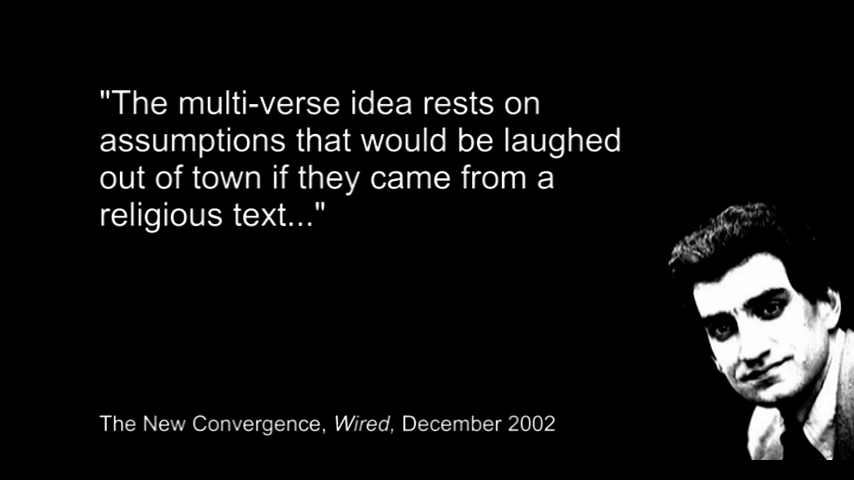 "The multi-verse idea rests on
assumptions that would be laughed
out of town if they came from a
religious text..."
The New Convergence, Wired, December 2002